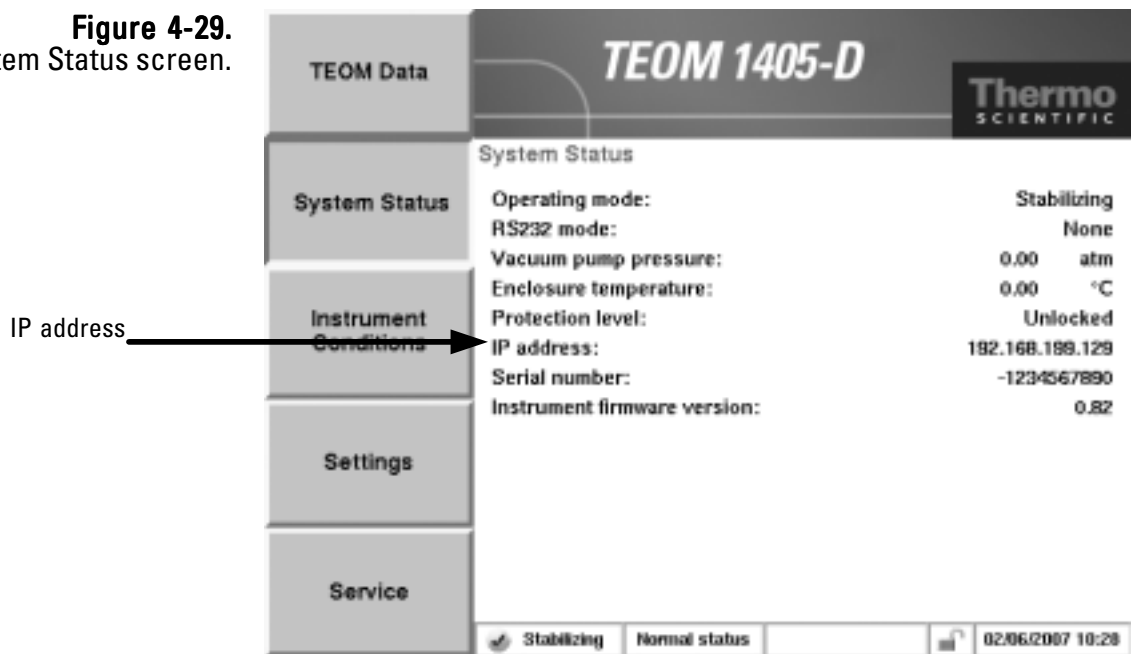 Figure 4-29.
tem Status screen.
TEOM Data
TEOM 1405-D
Thermo
SCIENTIFIC
System Status
System Status
Operating mode: Stabilizing
RS232 mode: None
Vacuum pump pressure: 0.00 atm
Enclosure temperature: 0.00 °C
Instrument
Conditions
Protection level: Unlocked
IP address
IP address: 192.168.199.129
Serial number: -1234567890
Instrument firmware version: 0.82
Settings
Service
Stabilizing Normal status 02/06/2007 10:28